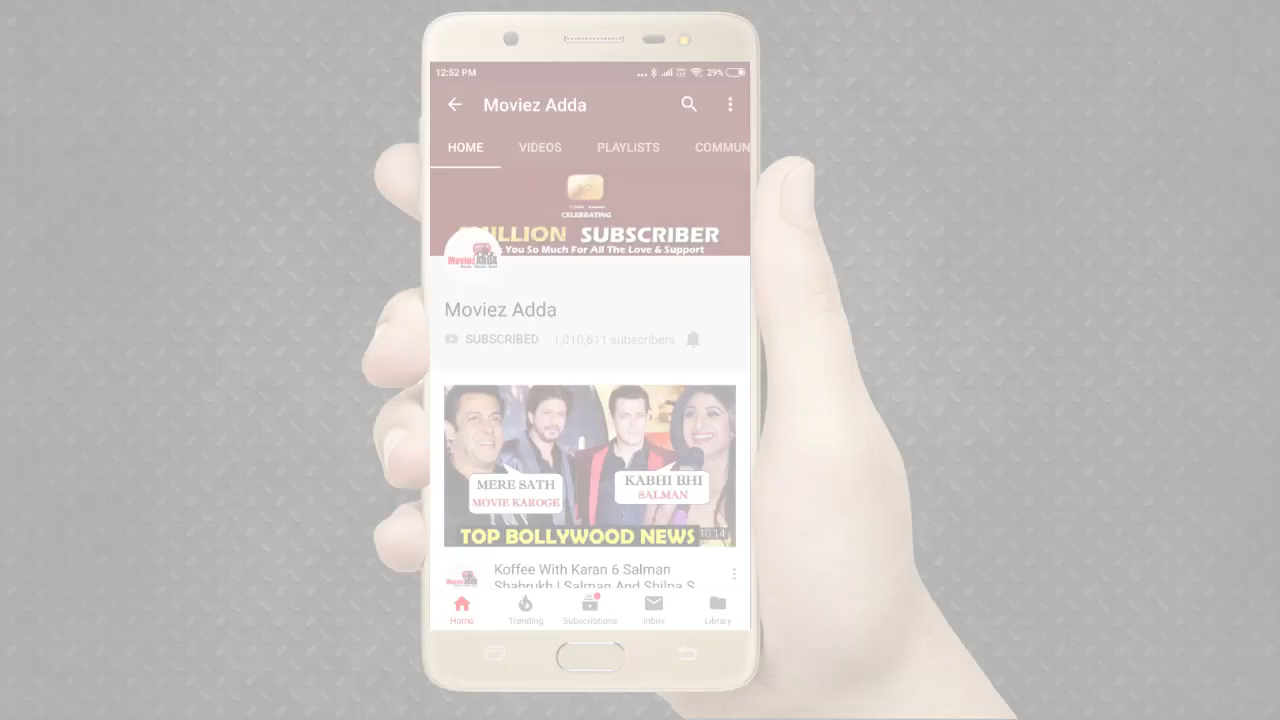 12:52 PM
29%
Moviez Adda
HOME VIDEOS PLAYLISTS COMMUN
CELEBRATING
MILLION SUBSCRIBER
k You So Much For All The Love & Support
Moviez ADDA
Moviez Adda
SUBSCRIBED 1,010,611 subscribers
MERE SATH
MOVIE KAROGE
KABHI BHI
SALMAN
TOP BOLLYWOOD NEWS
10:14
Koffee With Karan 6 Salman
Shahrukh | Salman And Shilpa S
Home Trending Subscriptions Inbox Library